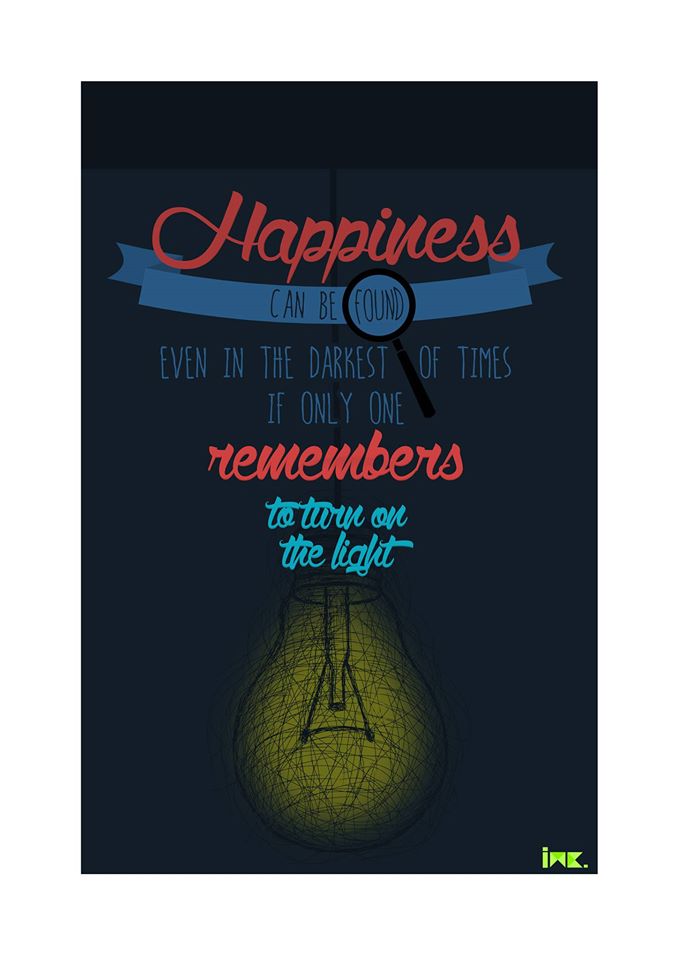 Happiness
CAN BE FOUND
EVEN IN THE DARKEST OF TIMES
IF ONLY ONE
remembers
to turn on
the light